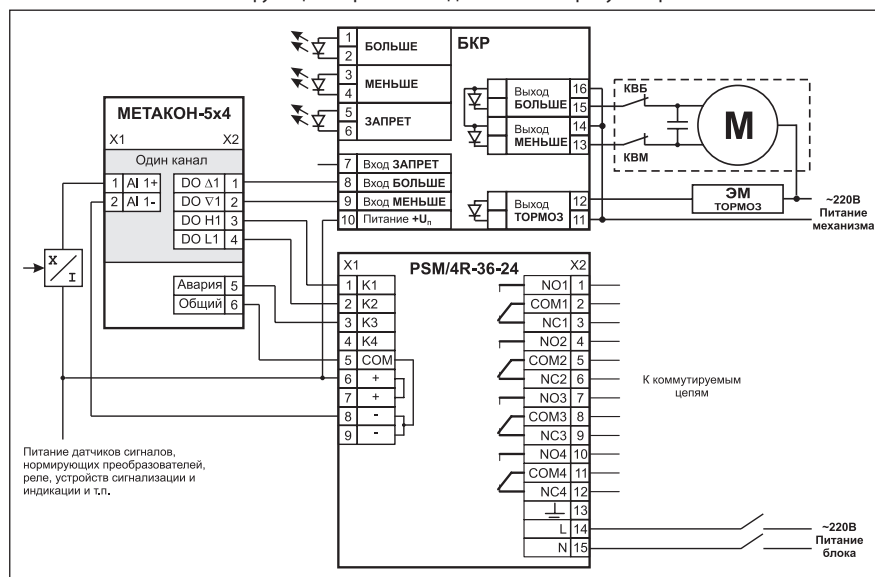 БКР
1 БОЛЬШЕ
2
3 МЕНЬШЕ
4
5 ЗАПРЕТ
6
7 Вход ЗАПРЕТ
8 Вход БОЛЬШЕ
9 Вход МЕНЬШЕ
10 Питание +Uп
Выход БОЛЬШЕ
16
15
Выход МЕНЬШЕ
14
13
Выход ТОРМОЗ
12
11
КВБ
КВМ
М
ЭМ
ТОРМОЗ
~220В
Питание
механизма
МЕТАКОН-5х4
X1 X2
Один канал
1 AI 1+
2 AI 1-
DO Δ1 1
DO ∇1 2
DO H1 3
DO L1 4
Авария 5
Общий 6
X
I
Питание датчиков сигналов,
нормирующих преобразователей,
реле, устройств сигнализации и
индикации и т.п.
X1 PSM/4R-36-24 X2
1 K1
2 K2
3 K3
4 K4
5 COM
6 +
7 +
8 -
9 -
NO1 1
COM1 2
NC1 3
NO2 4
COM2 5
NC2 6
NO3 7
COM3 8
NC3 9
NO4 10
COM4 11
NC4 12
13
L 14
N 15
К коммутируемым
цепям
~220В
Питание
блока